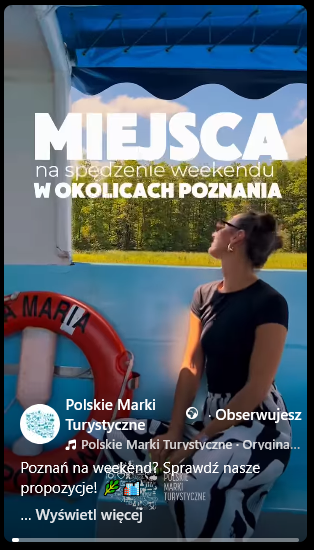 MIEJSCA
na spędzenie weekendu
W OKOLICACH POZNANIA
A MARIA
Polskie Marki
Turystyczne
· Obserwujesz
Polskie Marki Turystyczne · Orygina...
Poznań na weekend? Sprawdź nasze
propozycje!
POLSKIE
MARKI
TURYSTYCZNE
... Wyświetl więcej